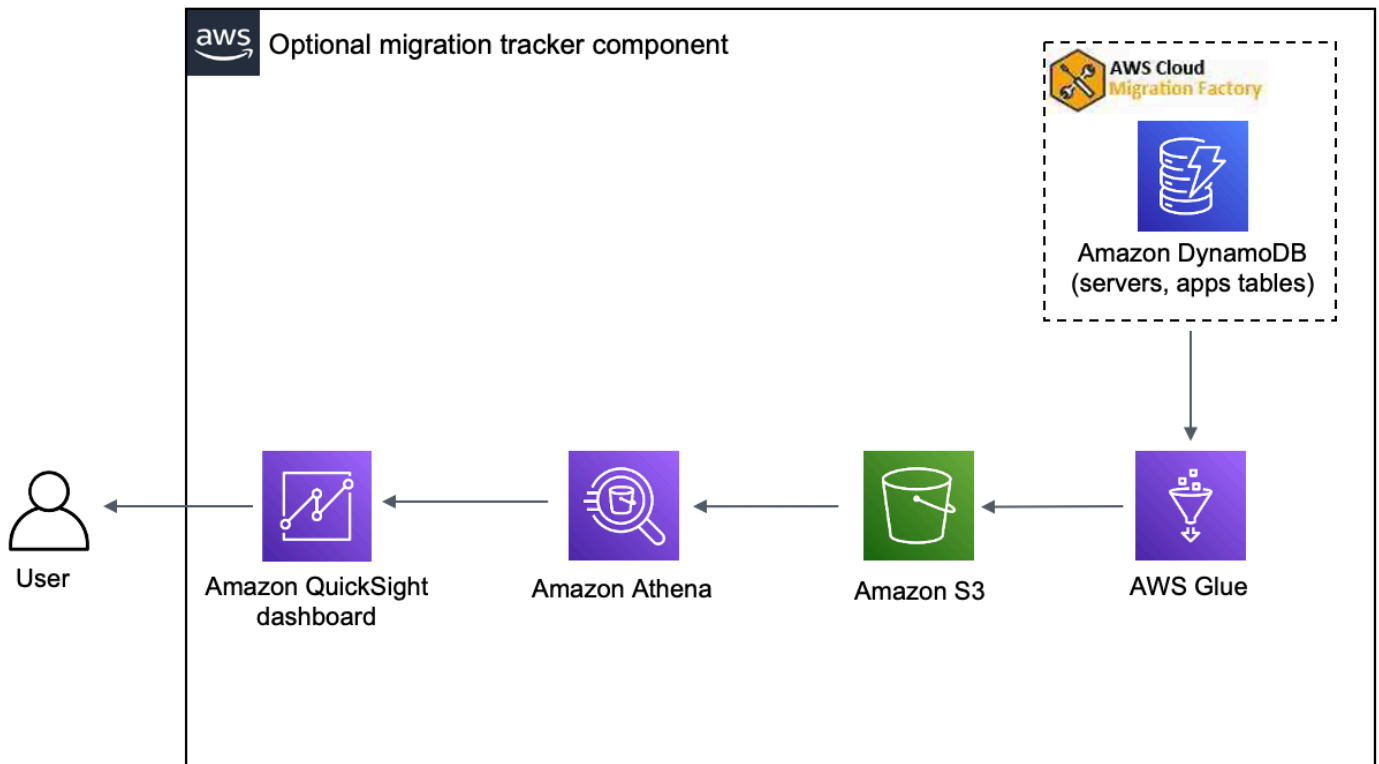 aws
Optional migration tracker component
AWS Cloud
Migration Factory
Amazon DynamoDB
(servers, apps tables)
User
Amazon QuickSight
dashboard
Amazon Athena
Amazon S3
AWS Glue